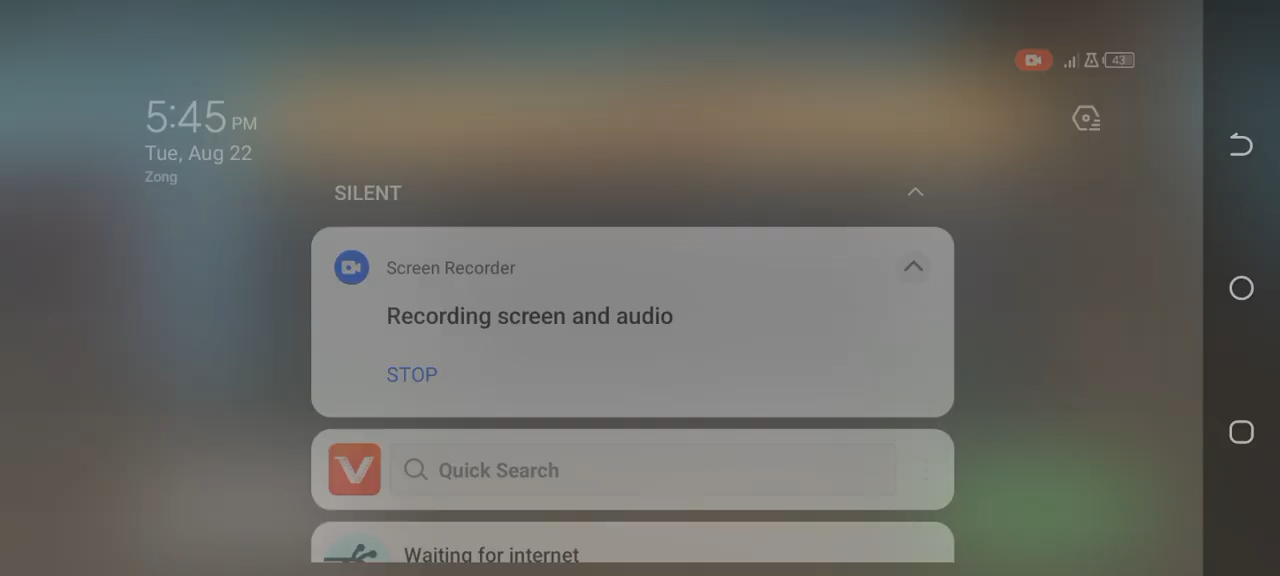 43
5:45 PM
Tue, Aug 22
Zong
SILENT
Screen Recorder
Recording screen and audio
STOP
Quick Search
Waiting for internet